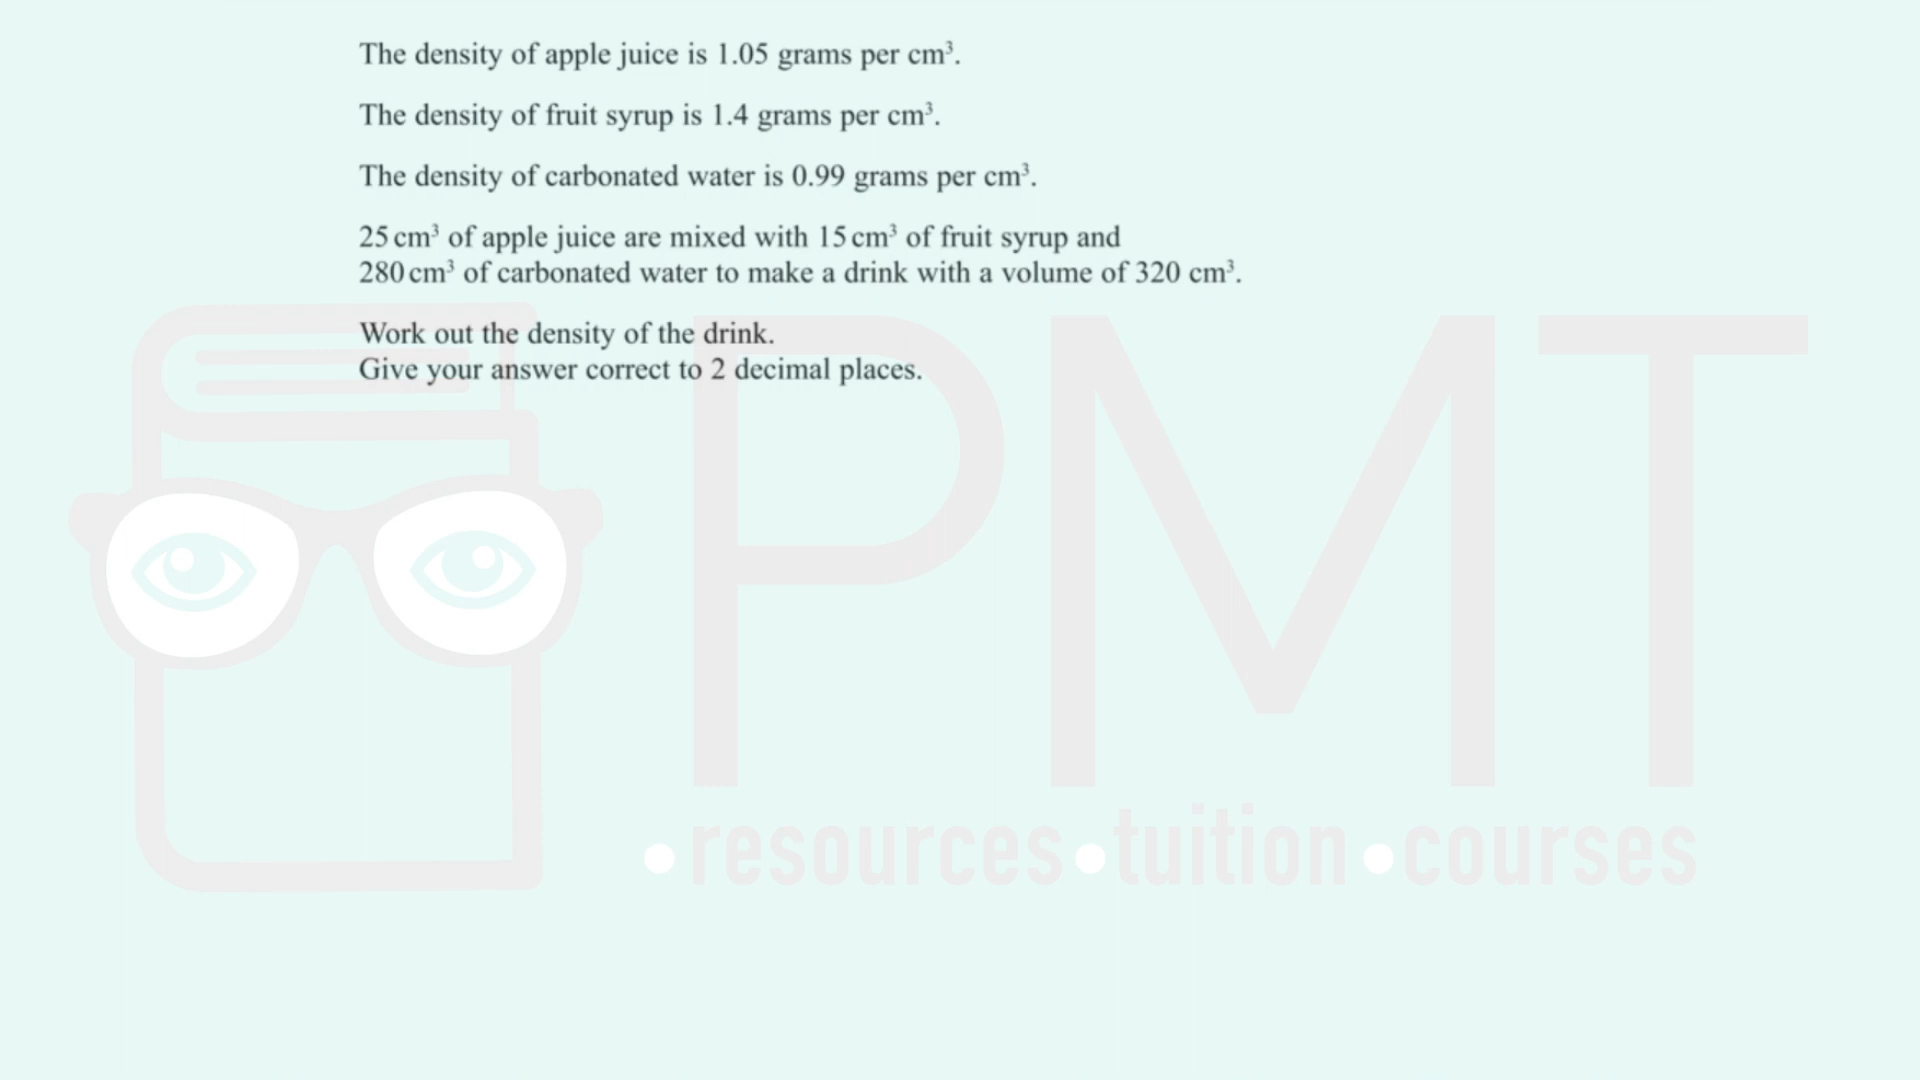 The density of apple juice is 1.05 grams per cm³.
The density of fruit syrup is 1.4 grams per cm³.
The density of carbonated water is 0.99 grams per cm³.
25 cm³ of apple juice are mixed with 15 cm³ of fruit syrup and
280 cm³ of carbonated water to make a drink with a volume of 320 cm³.
Work out the density of the drink.
Give your answer correct to 2 decimal places.
PMT
•resources•tuition•courses